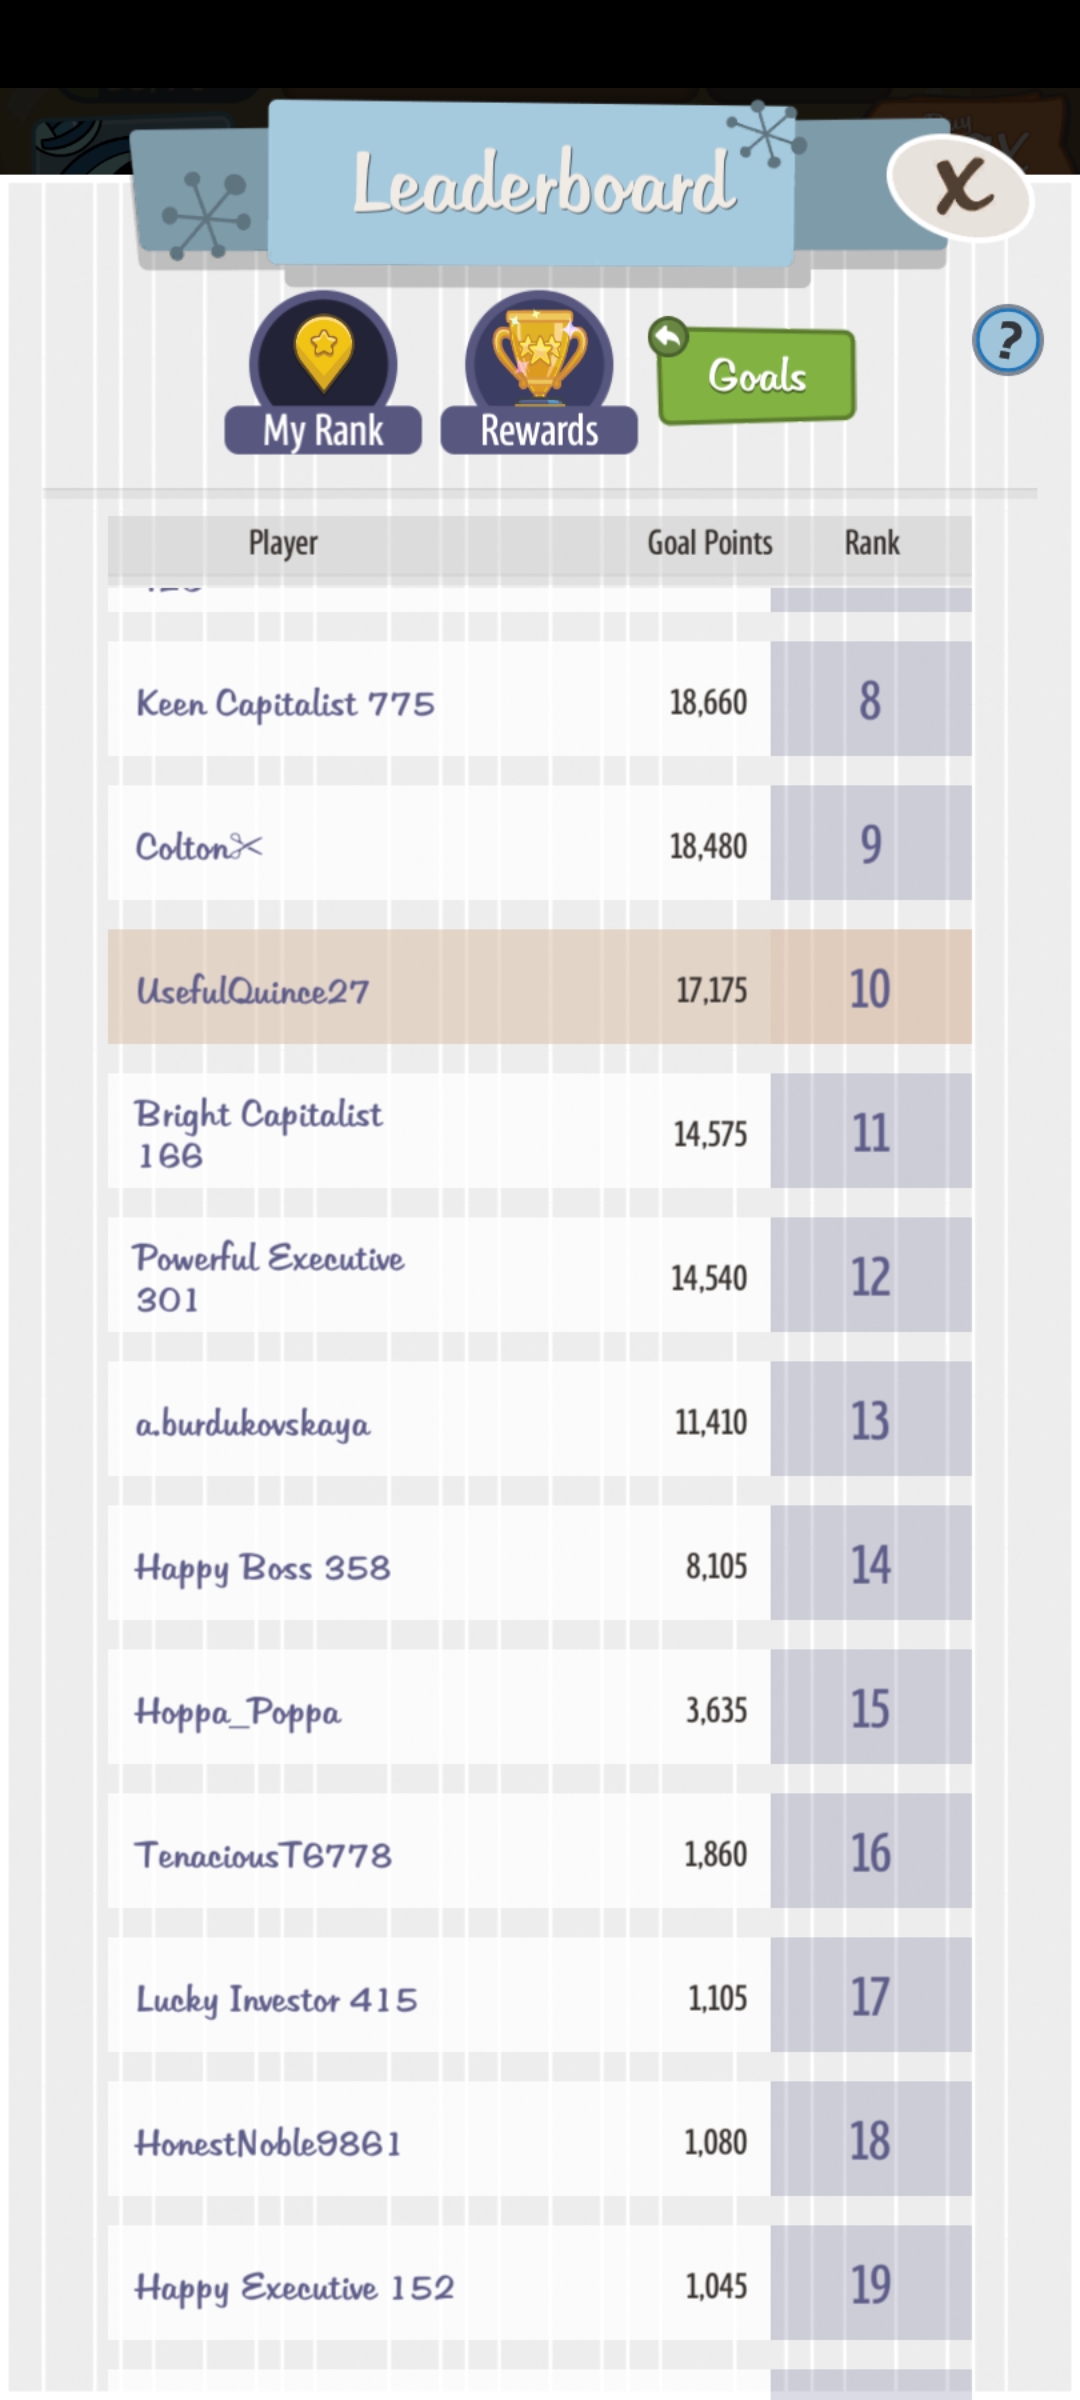 Leaderboard
X
My Rank
Rewards
Goals
?
Player Goal Points Rank
Keen Capitalist 775 18,660 8
Colton✂ 18,480 9
UsefulQuince27 17,175 10
Bright Capitalist
166 14,575 11
Powerful Executive
301 14,540 12
a.burdukovskaya 11,410 13
Happy Boss 358 8,105 14
Hoppa_Poppa 3,635 15
TenaciousT6778 1,860 16
Lucky Investor 415 1,105 17
HonestNoble9861 1,080 18
Happy Executive 152 1,045 19